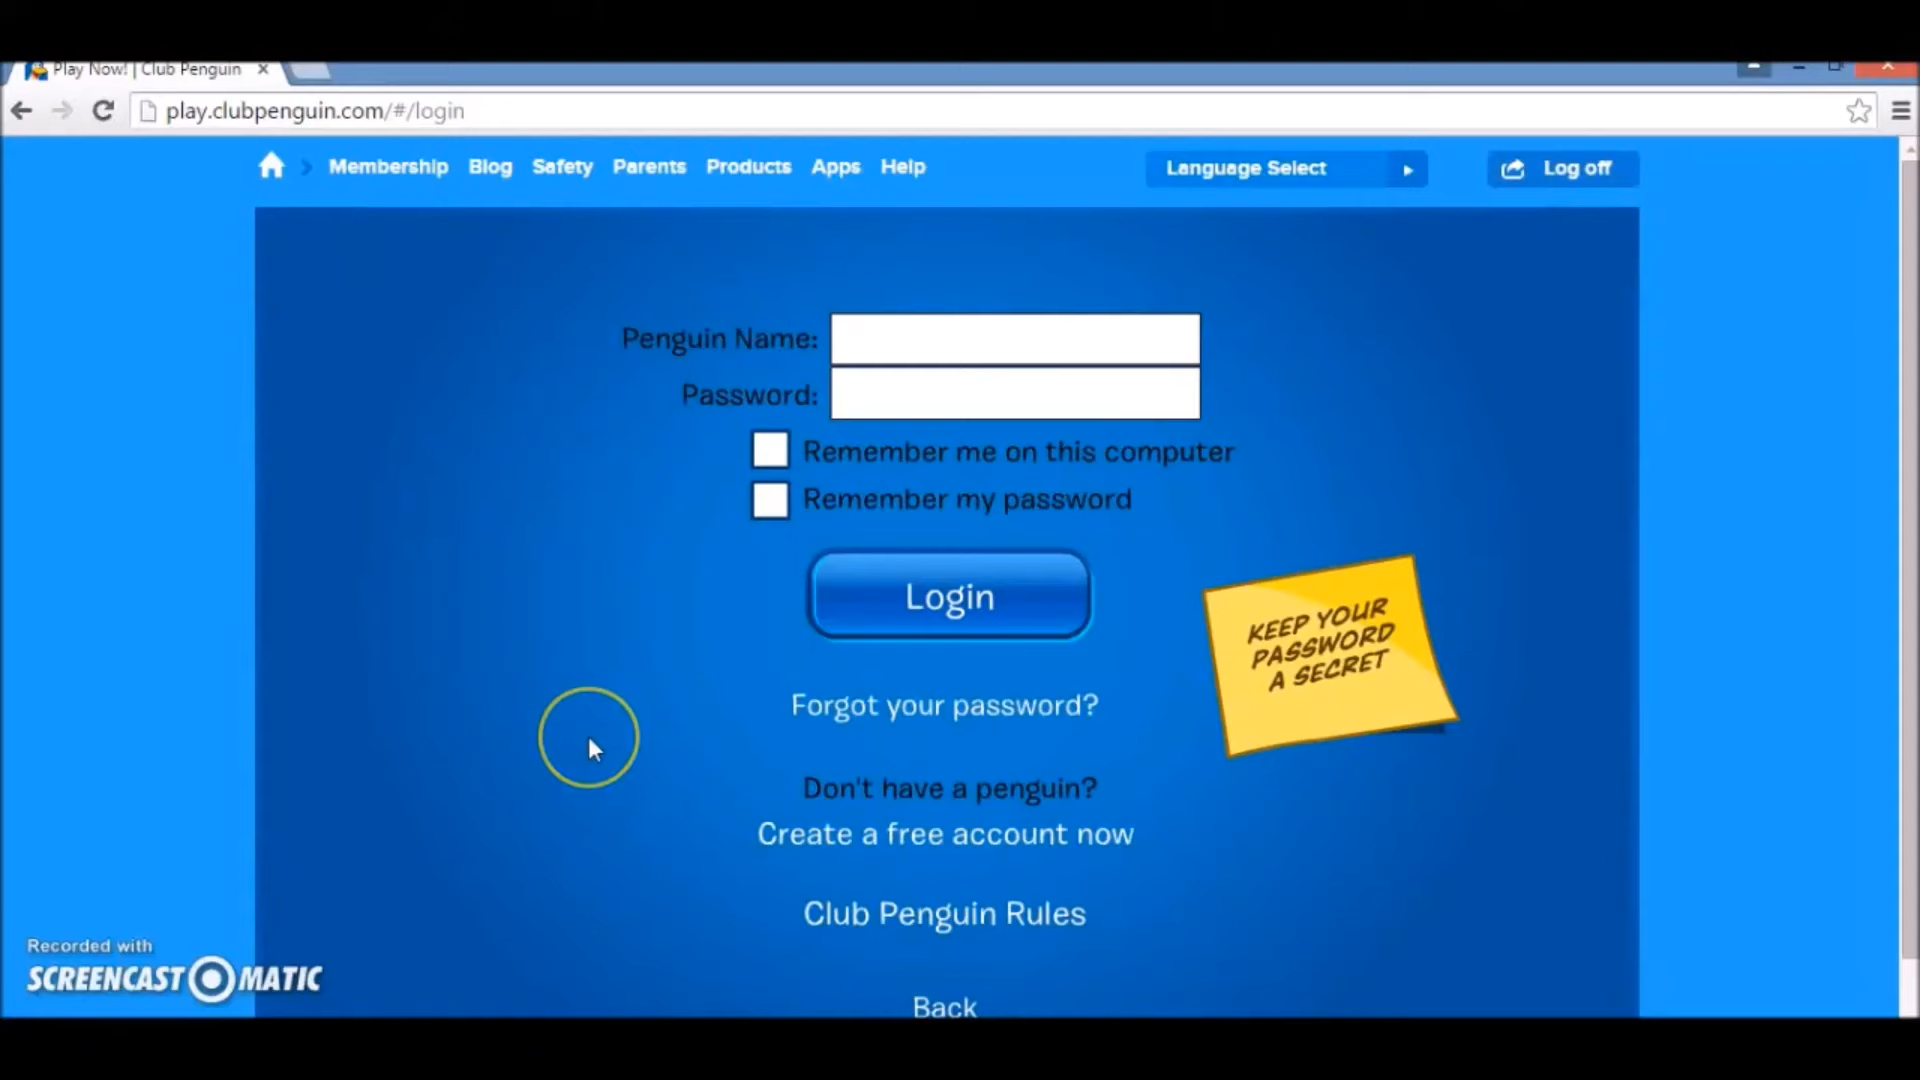 Play Now! | Club Penguin
play.clubpenguin.com/#/login
Membership Blog Safety Parents Products Apps Help
Language Select
Log off
Penguin Name:
Password:
Remember me on this computer
Remember my password
Login
KEEP YOUR
PASSWORD
A SECRET
Forgot your password?
Don't have a penguin?
Create a free account now
Club Penguin Rules
Back
Recorded with
SCREENCAST MATIC